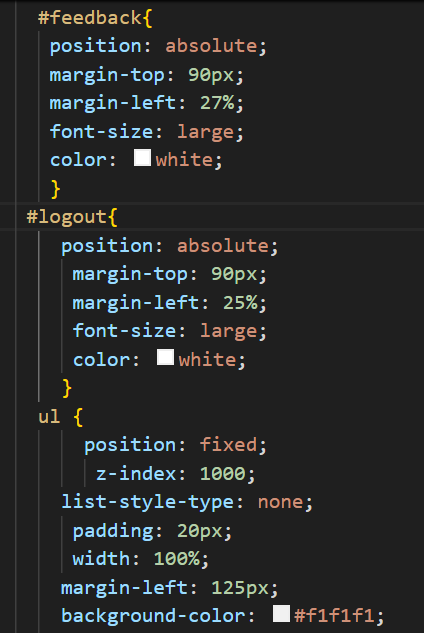 #feedback{
position: absolute;
margin-top: 90px;
margin-left: 27%;
font-size: large;
color: white;
}
#logout{
position: absolute;
margin-top: 90px;
margin-left: 25%;
font-size: large;
color: white;
}
ul {
position: fixed;
z-index: 1000;
list-style-type: none;
padding: 20px;
width: 100%;
margin-left: 125px;
background-color: #f1f1f1;